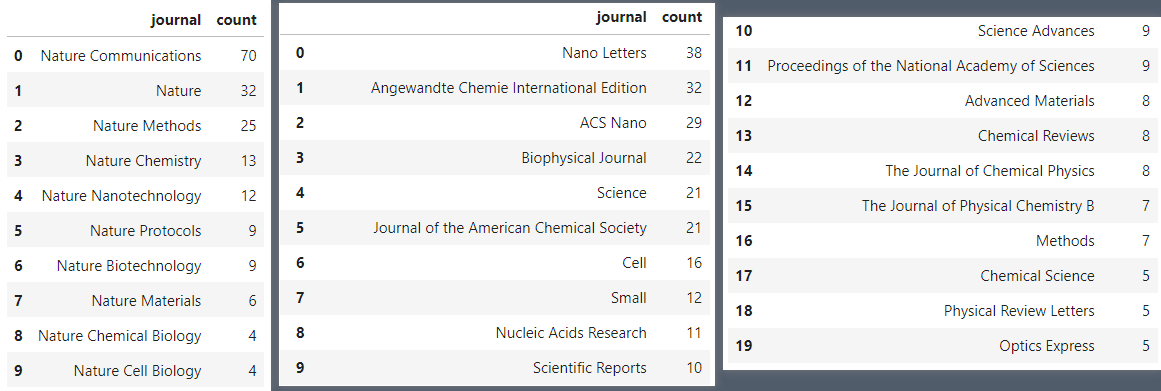 journal count
0 Nature Communications 70
1 Nature 32
2 Nature Methods 25
3 Nature Chemistry 13
4 Nature Nanotechnology 12
5 Nature Protocols 9
6 Nature Biotechnology 9
7 Nature Materials 6
8 Nature Chemical Biology 4
9 Nature Cell Biology 4
journal count
0 Nano Letters 38
1 Angewandte Chemie International Edition 32
2 ACS Nano 29
3 Biophysical Journal 22
4 Science 21
5 Journal of the American Chemical Society 21
6 Cell 16
7 Small 12
8 Nucleic Acids Research 11
9 Scientific Reports 10
10 Science Advances 9
11 Proceedings of the National Academy of Sciences 9
12 Advanced Materials 8
13 Chemical Reviews 8
14 The Journal of Chemical Physics 8
15 The Journal of Physical Chemistry B 7
16 Methods 7
17 Chemical Science 5
18 Physical Review Letters 5
19 Optics Express 5